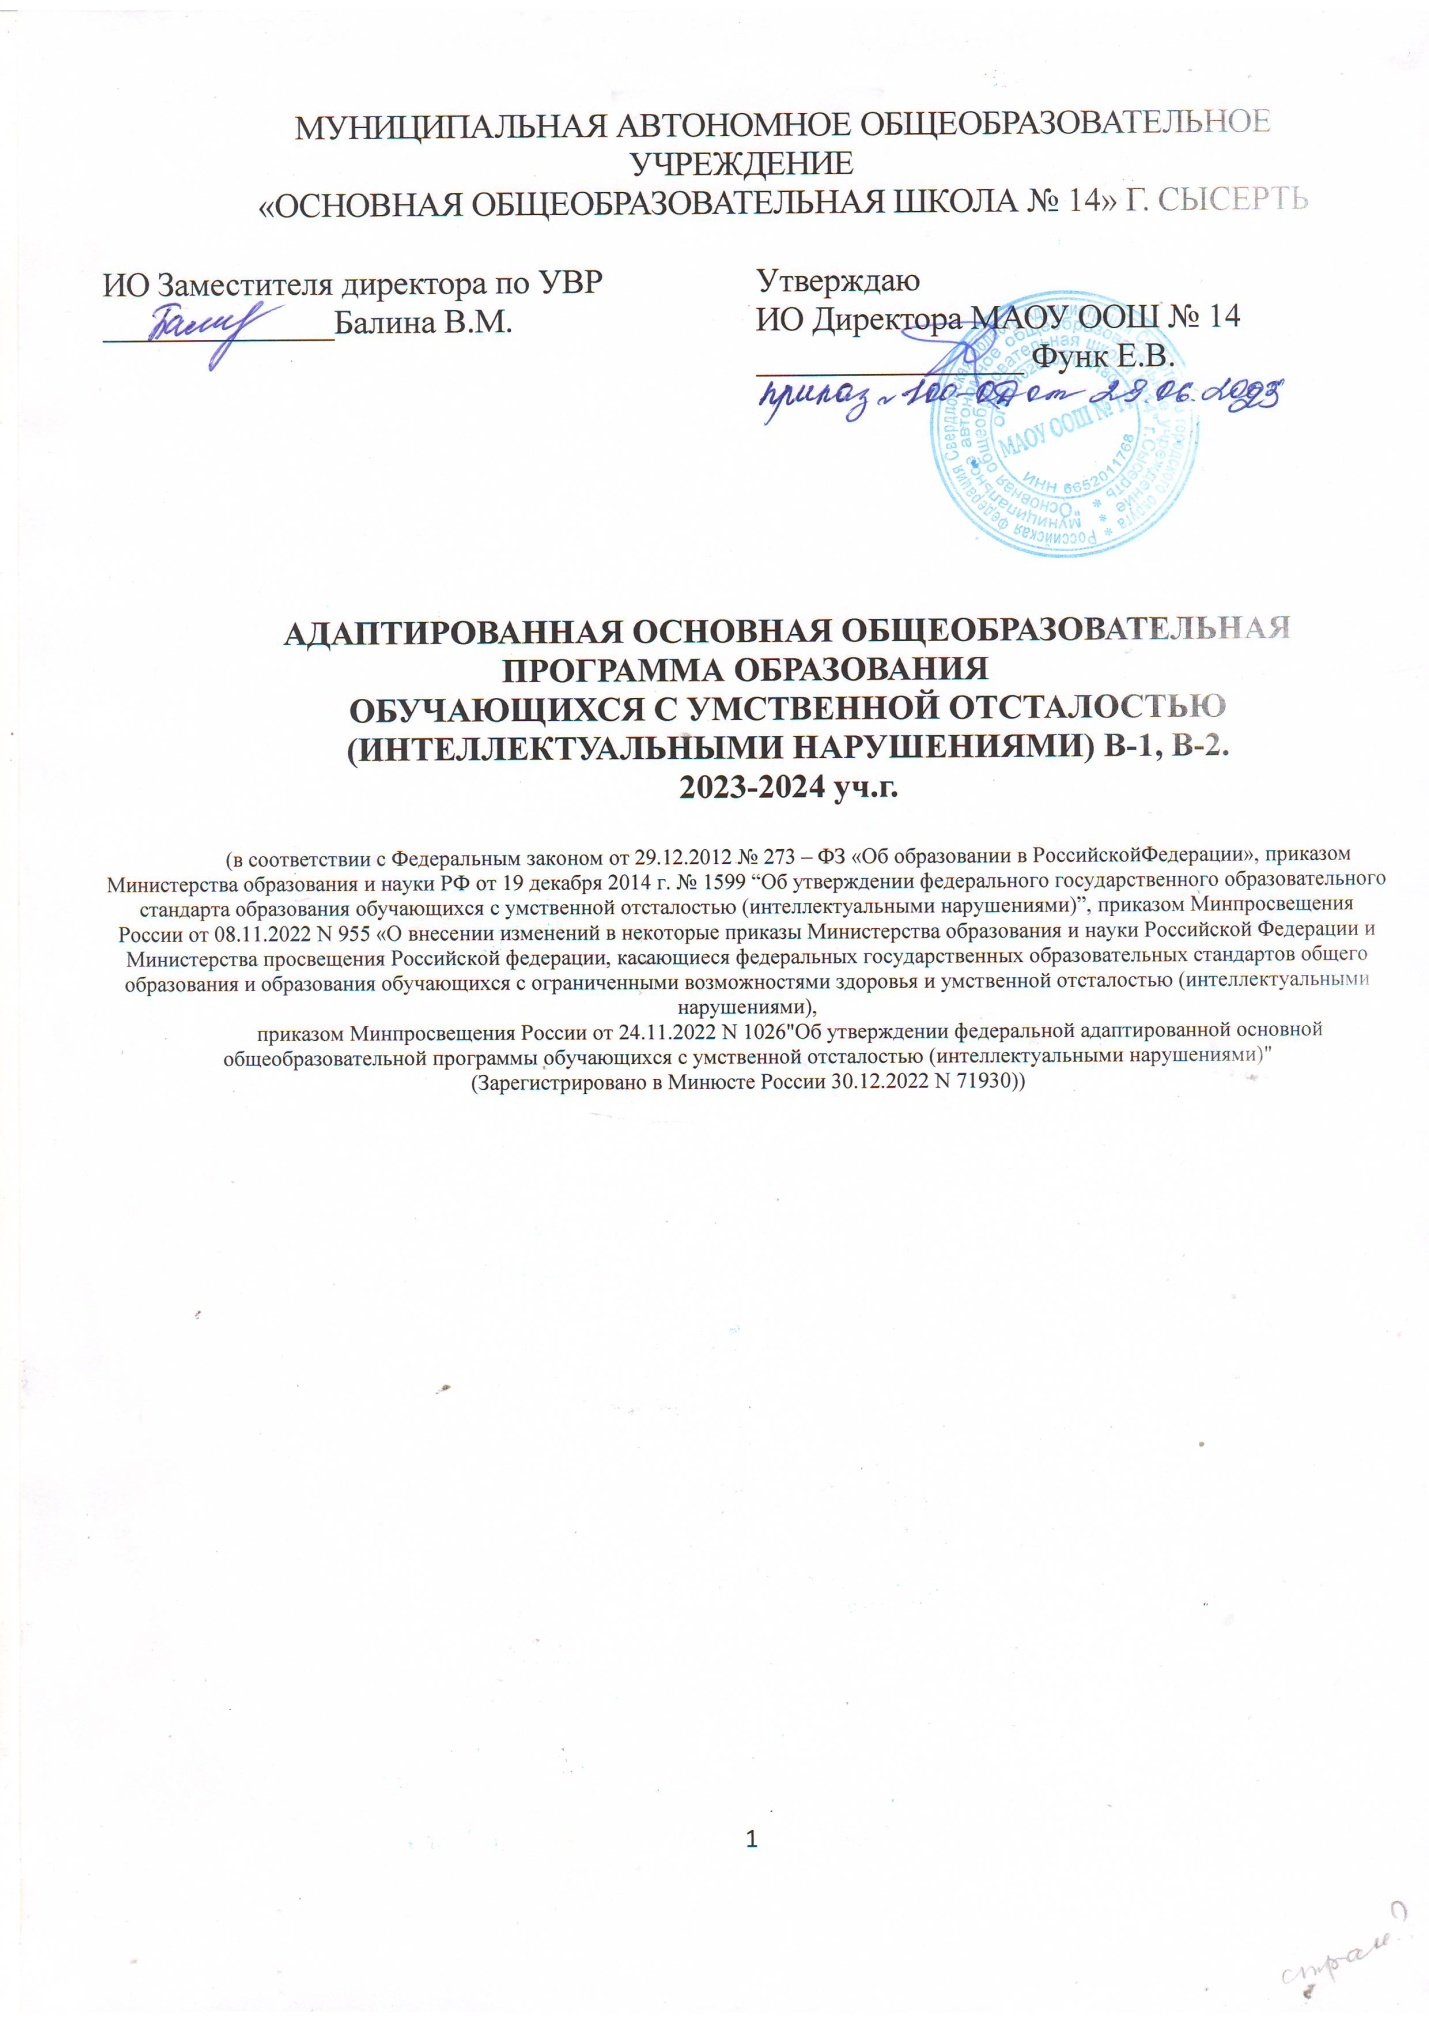 МУНИЦИПАЛЬНАЯ АВТОНОМНОЕ ОБЩЕОБРАЗОВАТЕЛЬНОЕ
УЧРЕЖДЕНИЕ
«ОСНОВНАЯ ОБЩЕОБРАЗОВАТЕЛЬНАЯ ШКОЛА № 14» Г. СЫСЕРТЬ
ИО Заместителя директора по УВР
Балина В.М.
Утверждаю
ИО Директора МАОУ ООШ № 14
Функ Е.В.
приказ № 100-ОД от 29.06.2023
МАОУ ООШ № 14
ИНН 6652011768
АДАПТИРОВАННАЯ ОСНОВНАЯ ОБЩЕОБРАЗОВАТЕЛЬНАЯ
ПРОГРАММА ОБРАЗОВАНИЯ
ОБУЧАЮЩИХСЯ С УМСТВЕННОЙ ОТСТАЛОСТЬЮ
(ИНТЕЛЛЕКТУАЛЬНЫМИ НАРУШЕНИЯМИ) В-1, В-2.
2023-2024 уч.г.
(в соответствии с Федеральным законом от 29.12.2012 № 273 – ФЗ «Об образовании в РоссийскойФедерации», приказом
Министерства образования и науки РФ от 19 декабря 2014 г. № 1599 “Об утверждении федерального государственного образовательного
стандарта образования обучающихся с умственной отсталостью (интеллектуальными нарушениями)”, приказом Минпросвещения
России от 08.11.2022 N 955 «О внесении изменений в некоторые приказы Министерства образования и науки Российской Федерации и
Министерства просвещения Российской федерации, касающиеся федеральных государственных образовательных стандартов общего
образования и образования обучающихся с ограниченными возможностями здоровья и умственной отсталостью (интеллектуальными
нарушениями),
приказом Минпросвещения России от 24.11.2022 N 1026"Об утверждении федеральной адаптированной основной
общеобразовательной программы обучающихся с умственной отсталостью (интеллектуальными нарушениями)"
(Зарегистрировано в Минюсте России 30.12.2022 N 71930))
1